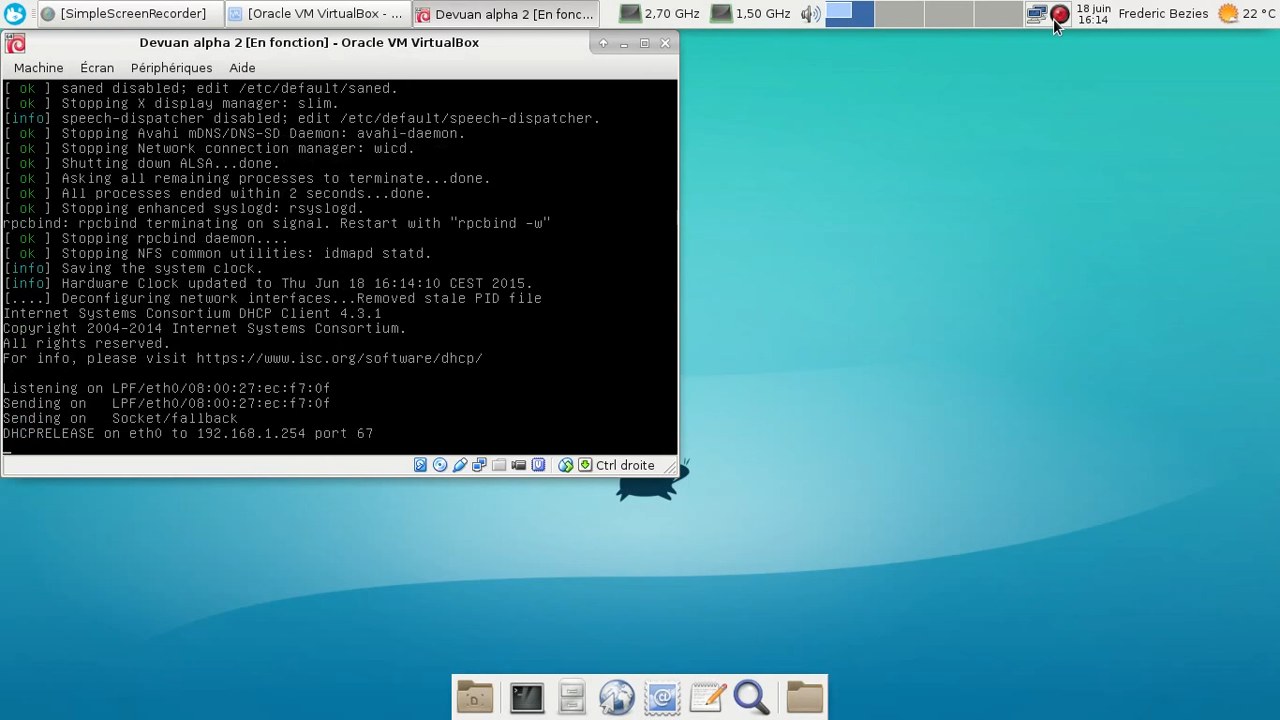 [SimpleScreenRecorder]
[Oracle VM VirtualBox - ...
Devuan alpha 2 [En fonc...
2,70 GHz
1,50 GHz
18 juin
16:14
Frederic Bezies
22 °C
Devuan alpha 2 [En fonction] - Oracle VM VirtualBox
Machine Écran Périphériques Aide
[ ok ] saned disabled; edit /etc/default/saned.
[ ok ] Stopping X display manager: slim.
[info] speech-dispatcher disabled; edit /etc/default/speech-dispatcher.
[ ok ] Stopping Avahi mDNS/DNS-SD Daemon: avahi-daemon.
[ ok ] Stopping Network connection manager: wicd.
[ ok ] Shutting down ALSA...done.
[ ok ] Asking all remaining processes to terminate...done.
[ ok ] All processes ended within 2 seconds...done.
[ ok ] Stopping enhanced syslogd: rsyslogd.
rpcbind: rpcbind terminating on signal. Restart with "rpcbind -w"
[ ok ] Stopping rpcbind daemon....
[ ok ] Stopping NFS common utilities: idmapd statd.
[info] Saving the system clock.
[info] Hardware Clock updated to Thu Jun 18 16:14:10 CEST 2015.
[....] Deconfiguring network interfaces...Removed stale PID file
Internet Systems Consortium DHCP Client 4.3.1
Copyright 2004-2014 Internet Systems Consortium.
All rights reserved.
For info, please visit https://www.isc.org/software/dhcp/
Listening on LPF/eth0/08:00:27:ec:f7:0f
Sending on   LPF/eth0/08:00:27:ec:f7:0f
Sending on   Socket/fallback
DHCPRELEASE on eth0 to 192.168.1.254 port 67
Ctrl droite